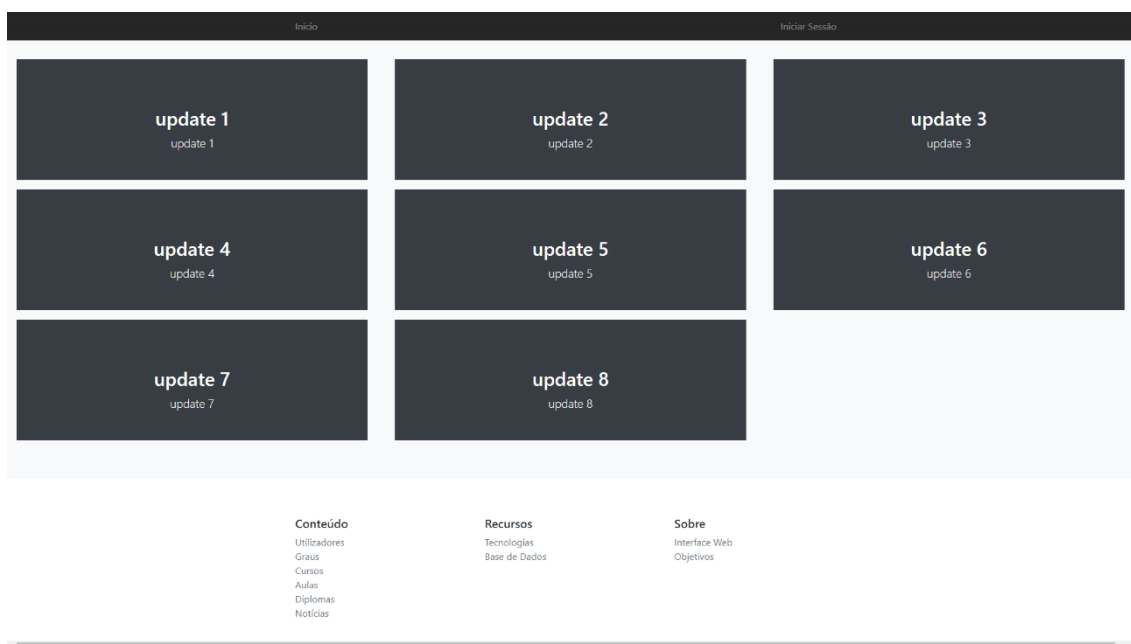 Início
Iniciar Sessão
update 1
update 1
update 2
update 2
update 3
update 3
update 4
update 4
update 5
update 5
update 6
update 6
update 7
update 7
update 8
update 8
Conteúdo
Utilizadores
Graus
Cursos
Aulas
Diplomas
Notícias
Recursos
Tecnologias
Base de Dados
Sobre
Interface Web
Objetivos